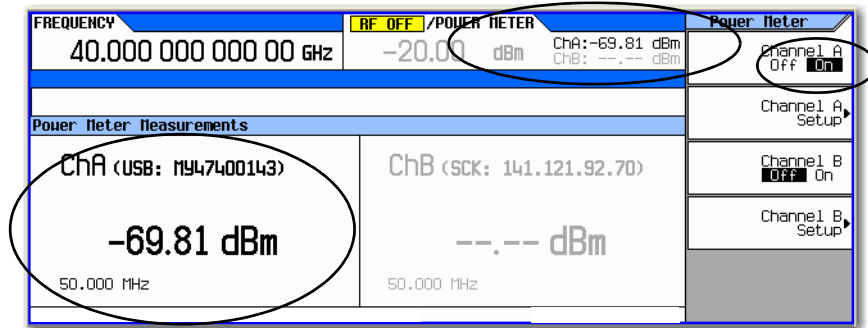 FREQUENCY
40.000 000 000 00 GHz
RF OFF /POWER METER
-20.00 dBm
ChA:-69.81 dBm
ChB: --.-- dBm
Power Meter Measurements
ChA (USB: MY47400143)
-69.81 dBm
50.000 MHz
ChB (SCK: 141.121.92.70)
--.-- dBm
50.000 MHz
Power Meter
Channel A
Off On
Channel A
Setup
Channel B
Off On
Channel B
Setup